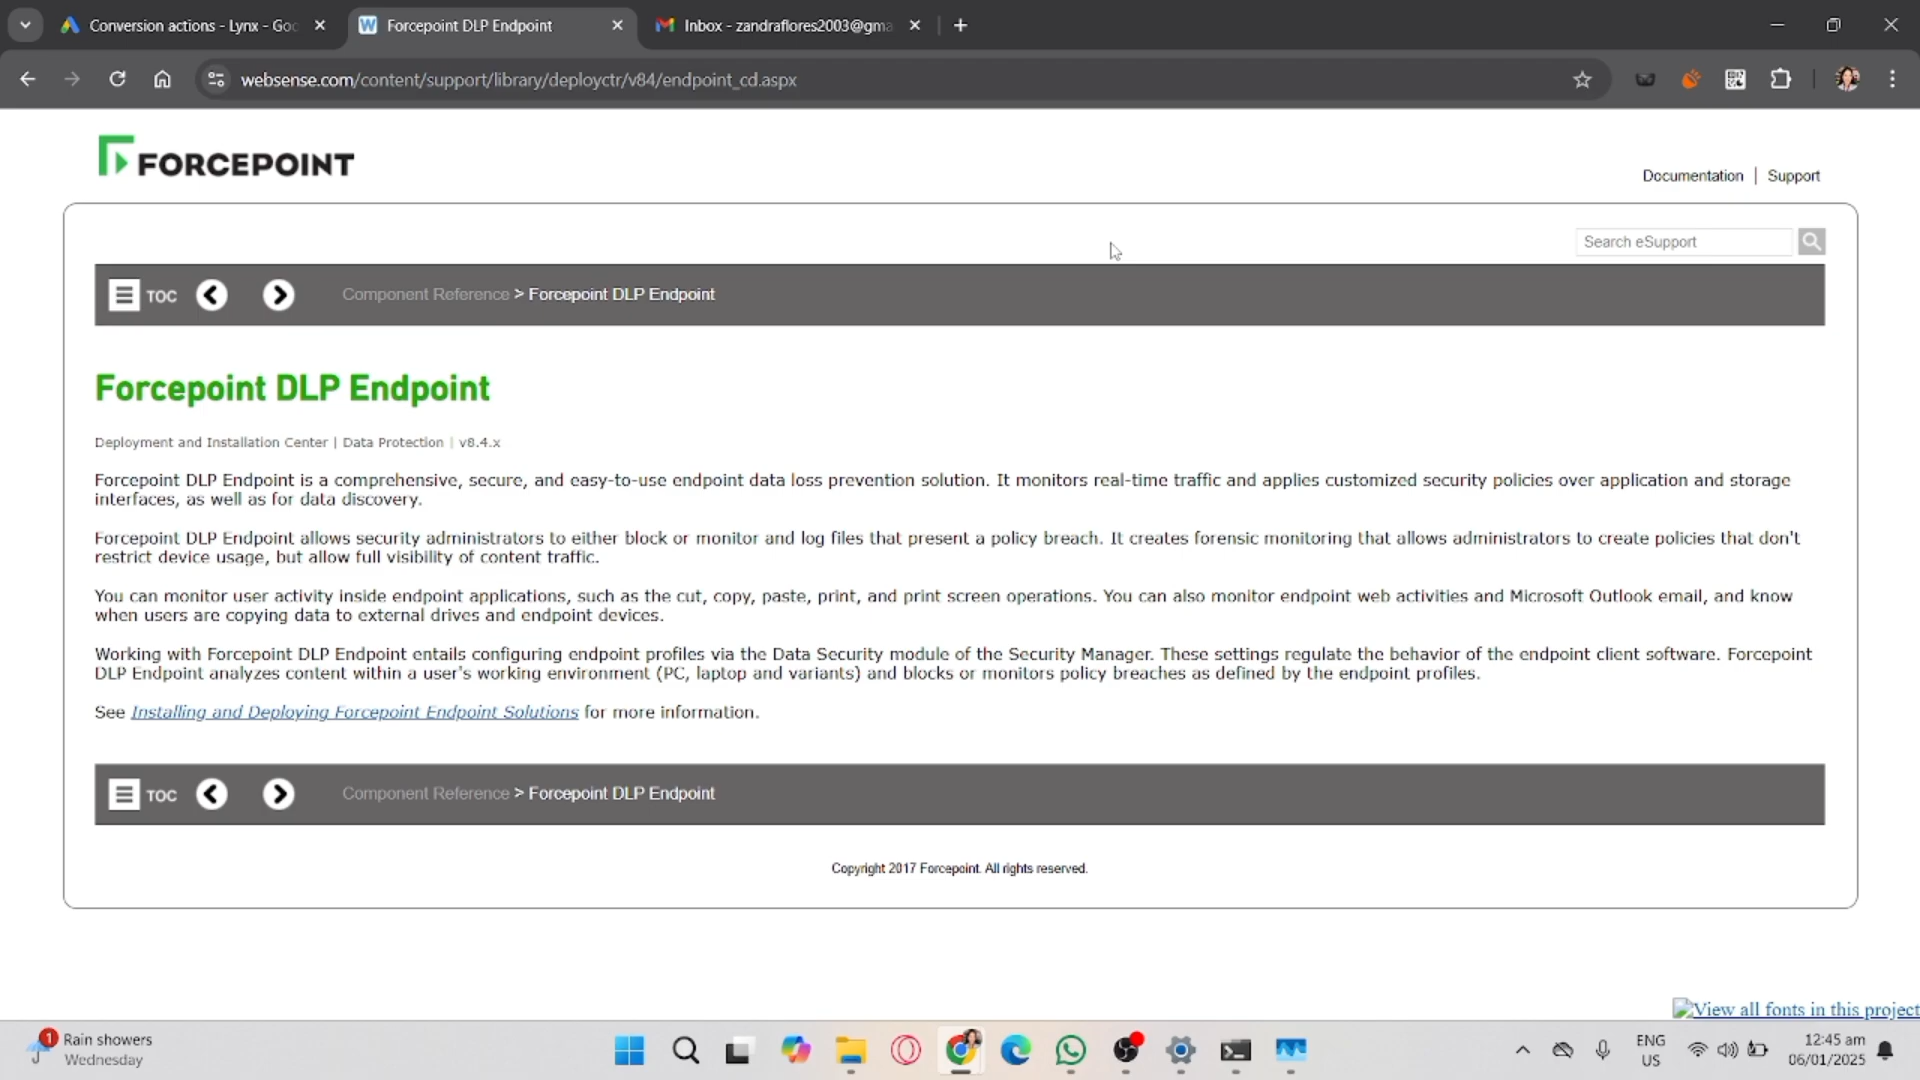 Conversion actions - Lynx - Goo
Forcepoint DLP Endpoint
Inbox - zandraflores2003@gma
websense.com/content/support/library/deployctr/v84/endpoint_cd.aspx
FORCEPOINT
Documentation | Support
Search eSupport
TOC
Component Reference > Forcepoint DLP Endpoint
Forcepoint DLP Endpoint
Deployment and Installation Center | Data Protection | v8.4.x
Forcepoint DLP Endpoint is a comprehensive, secure, and easy-to-use endpoint data loss prevention solution. It monitors real-time traffic and applies customized security policies over application and storage
interfaces, as well as for data discovery.
Forcepoint DLP Endpoint allows security administrators to either block or monitor and log files that present a policy breach. It creates forensic monitoring that allows administrators to create policies that don't
restrict device usage, but allow full visibility of content traffic.
You can monitor user activity inside endpoint applications, such as the cut, copy, paste, print, and print screen operations. You can also monitor endpoint web activities and Microsoft Outlook email, and know
when users are copying data to external drives and endpoint devices.
Working with Forcepoint DLP Endpoint entails configuring endpoint profiles via the Data Security module of the Security Manager. These settings regulate the behavior of the endpoint client software. Forcepoint
DLP Endpoint analyzes content within a user's working environment (PC, laptop and variants) and blocks or monitors policy breaches as defined by the endpoint profiles.
See Installing and Deploying Forcepoint Endpoint Solutions for more information.
TOC
Component Reference > Forcepoint DLP Endpoint
Copyright 2017 Forcepoint. All rights reserved.
View all fonts in this project
1
Rain showers
Wednesday
ENG
US
12:45 am
06/01/2025